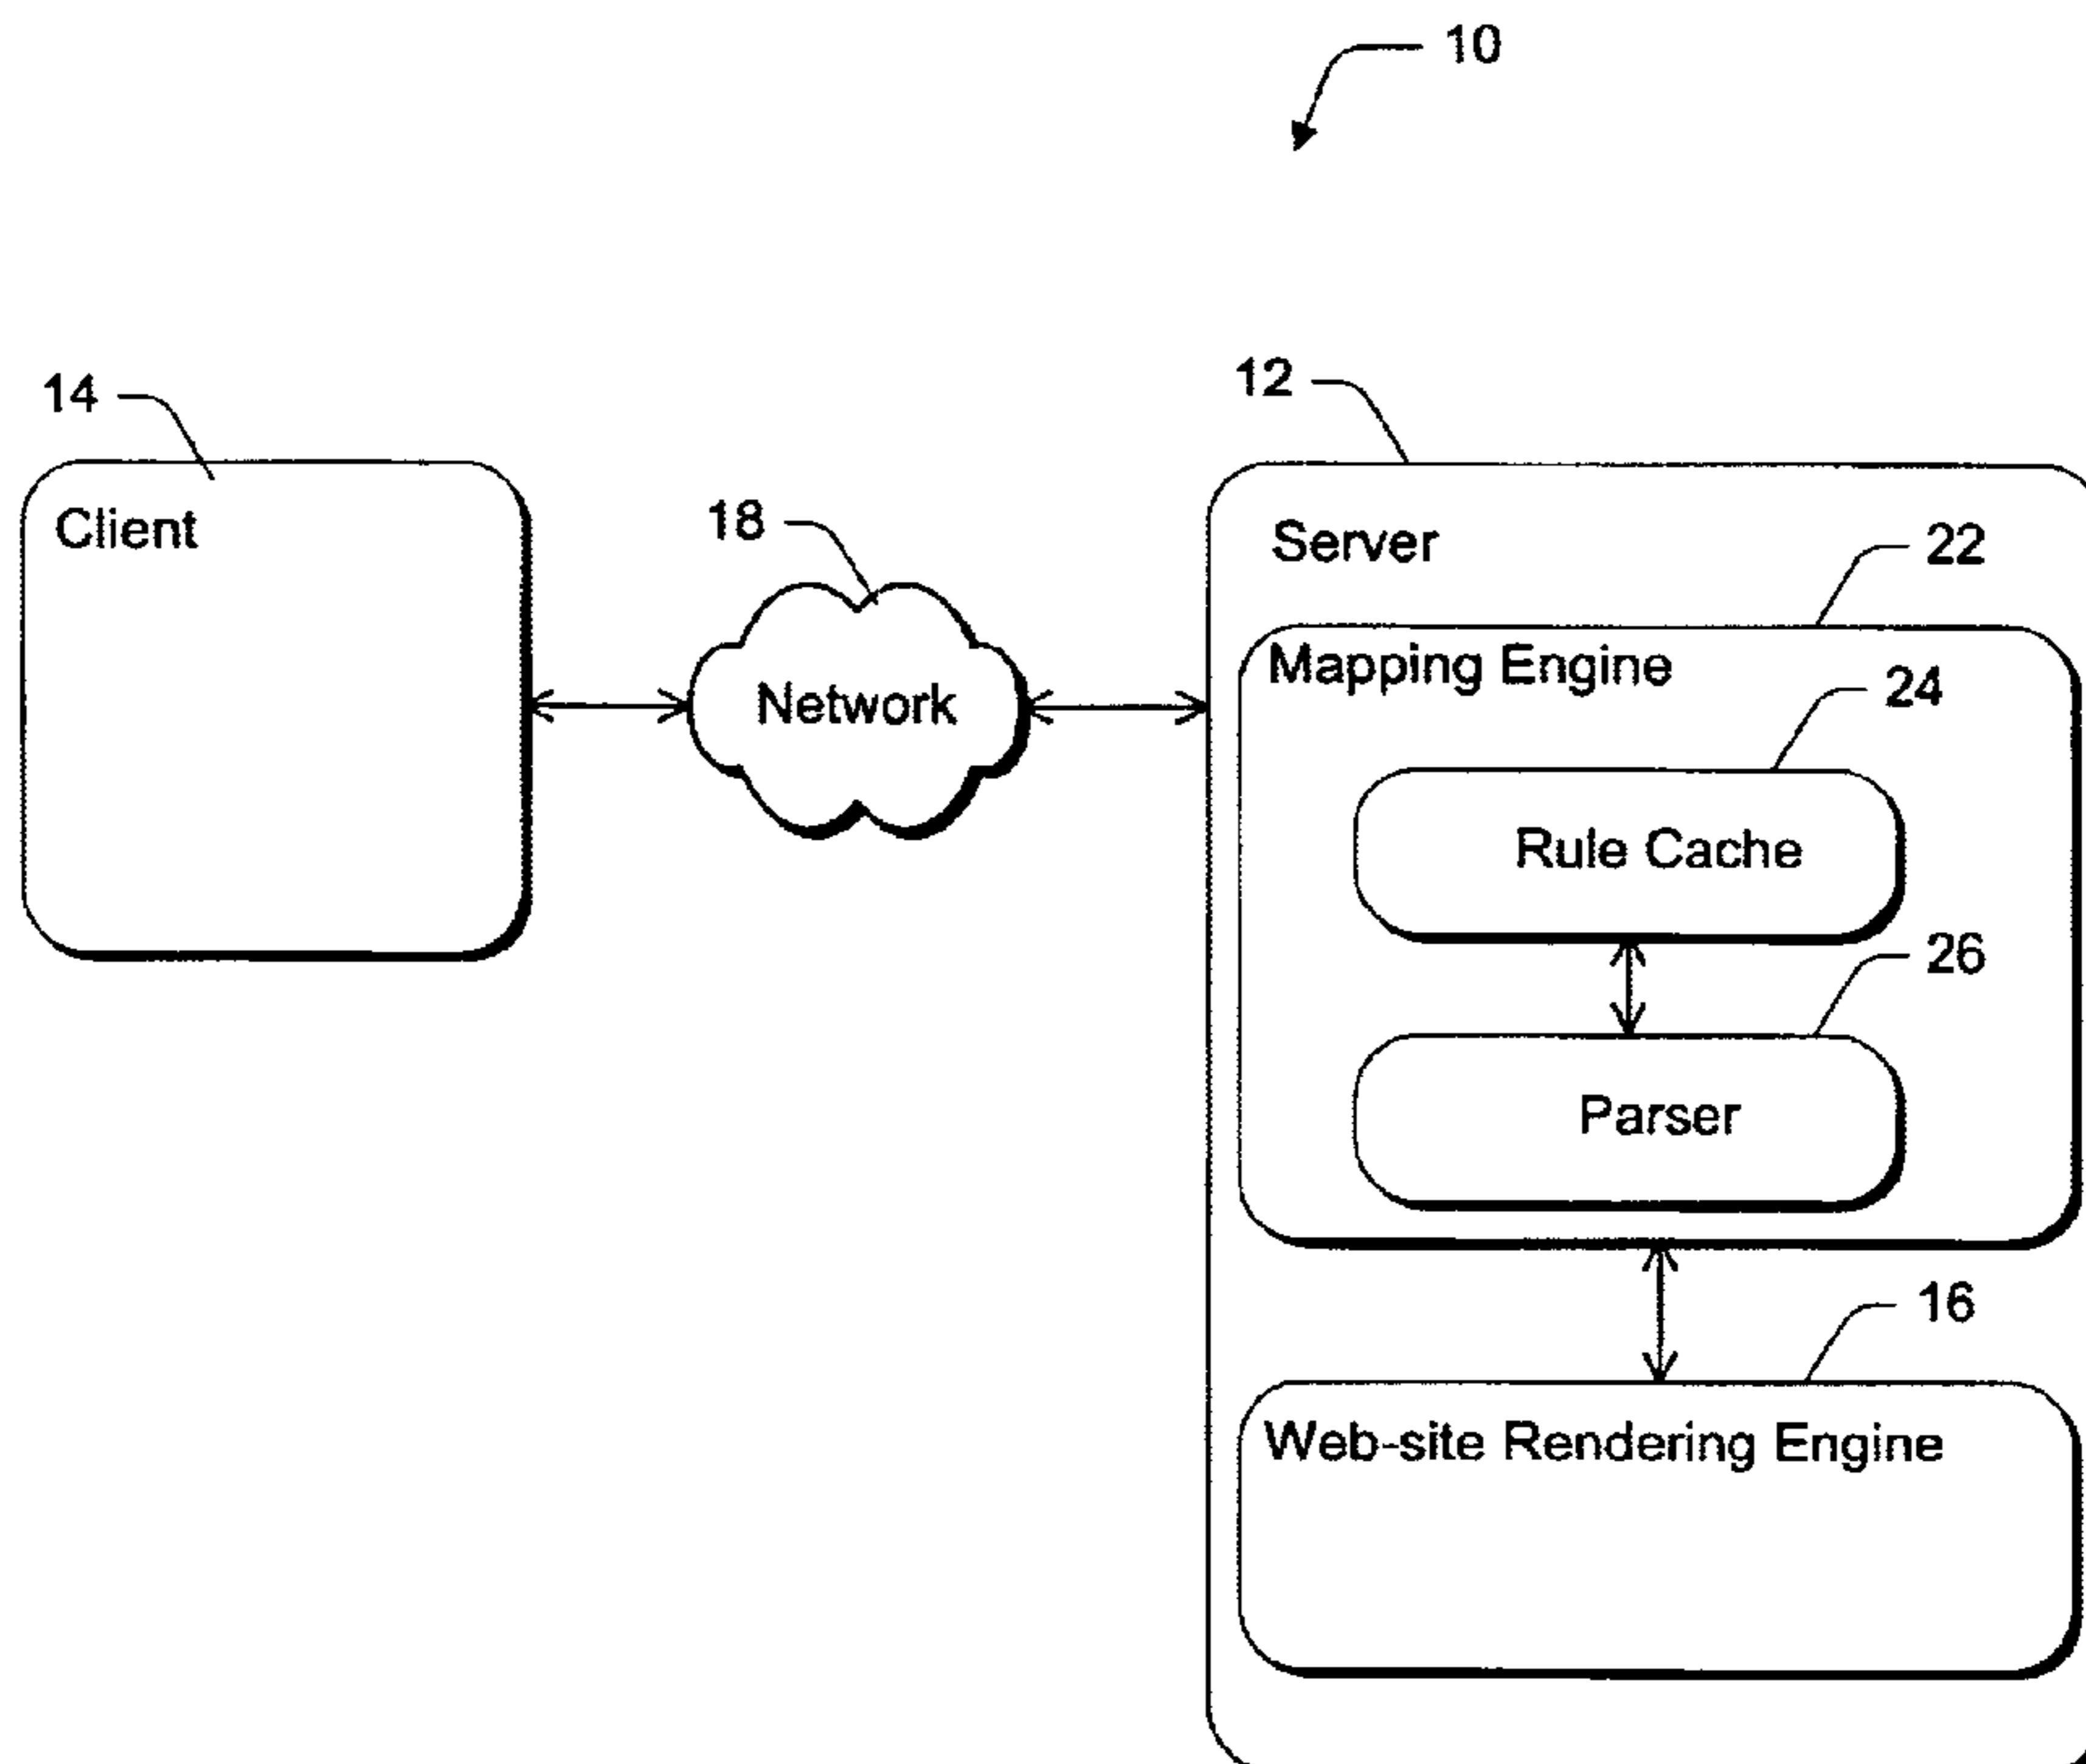 10
14
12
Client
18
Server
22
Network
Mapping Engine
24
Rule Cache
26
Parser
16
Web-site Rendering Engine